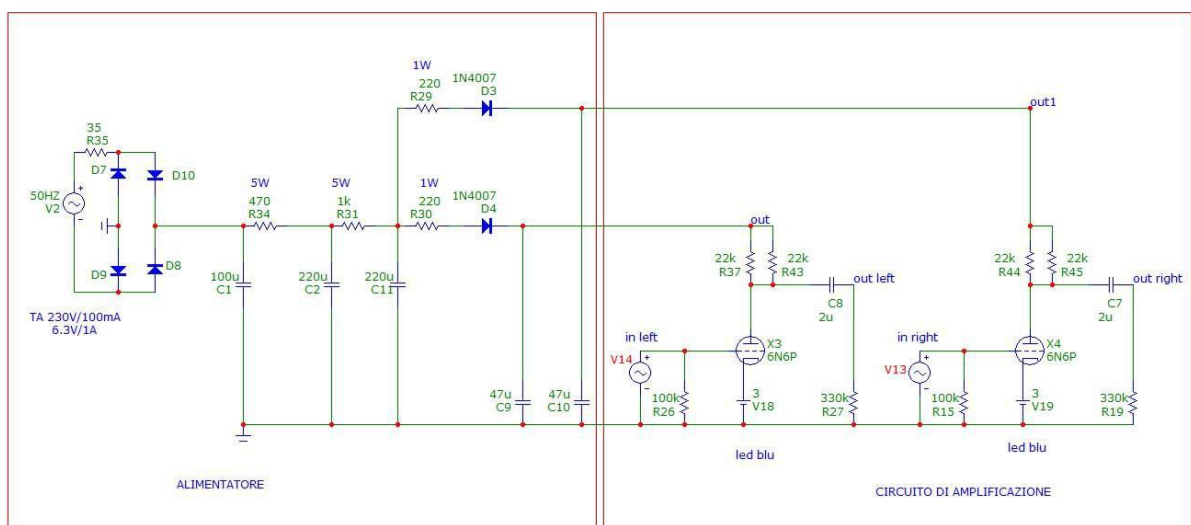 1W
220
R29
1N4007
D3
out1
35
R35
D7
D10
50HZ
V2
+
-
5W
470
R34
5W
1k
R31
1W
220
R30
1N4007
D4
out
D9
D8
100u
C1
220u
C2
220u
C11
TA 230V/100mA
6.3V/1A
22k
R37
22k
R43
out left
C8
2u
22k
R44
22k
R45
out right
C7
2u
in left
V14
+
-
X3
6N6P
in right
V13
+
-
X4
6N6P
47u
C9
47u
C10
100k
R26
3
V18
330k
R27
100k
R15
3
V19
330k
R19
led blu
led blu
ALIMENTATORE
CIRCUITO DI AMPLIFICAZIONE